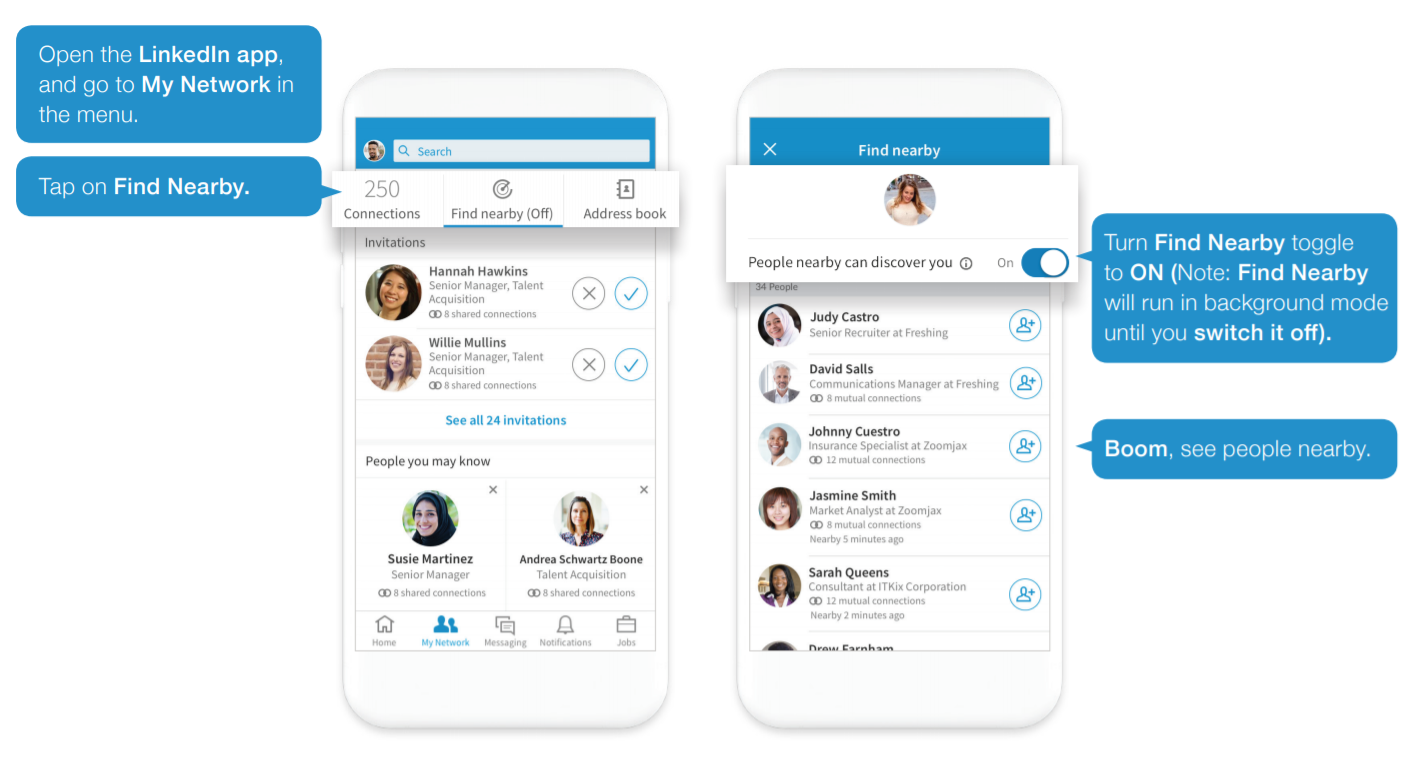 Open the LinkedIn app,
and go to My Network in
the menu.
Tap on Find Nearby.
Search
250
Connections
Find nearby (Off)
Address book
Invitations
Hannah Hawkins
Senior Manager, Talent
Acquisition
8 shared connections
Willie Mullins
Senior Manager, Talent
Acquisition
8 shared connections
See all 24 invitations
People you may know
Susie Martinez
Senior Manager
8 shared connections
Andrea Schwartz Boone
Talent Acquisition
8 shared connections
Home
My Network
Messaging
Notifications
Jobs
Find nearby
People nearby can discover you
On
34 People
Judy Castro
Senior Recruiter at Freshing
David Salls
Communications Manager at Freshing
8 mutual connections
Johnny Cuestro
Insurance Specialist at Zoomjax
12 mutual connections
Jasmine Smith
Market Analyst at Zoomjax
8 mutual connections
Nearby 5 minutes ago
Sarah Queens
Consultant at ITKix Corporation
12 mutual connections
Nearby 2 minutes ago
Drew Farnham
Turn Find Nearby toggle
to ON (Note: Find Nearby
will run in background mode
until you switch it off).
Boom, see people nearby.